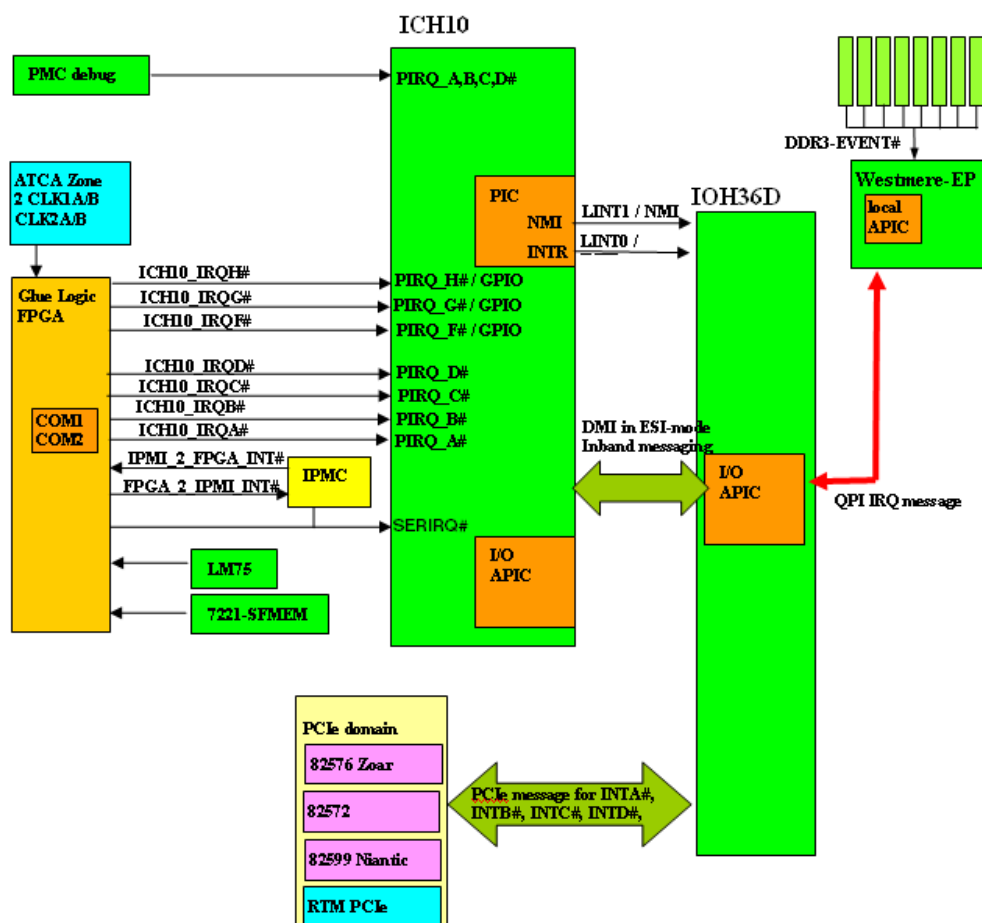 ICH10
PMC debug
PIRQ_A,B,C,D#
DDR3-EVENT#
ATCA Zone
2 CLK1A/B
CLK2A/B
Westmere-EP
local
APIC
PIC
NMI
INTR
LINT1 / NMI
LINT0 /
IOH36D
Glue Logic
FPGA
ICH10_IRQH#
PIRQ_H# / GPIO
ICH10_IRQG#
PIRQ_G# / GPIO
ICH10_IRQF#
PIRQ_F# / GPIO
ICH10_IRQD#
PIRQ_D#
ICH10_IRQC#
PIRQ_C#
ICH10_IRQB#
PIRQ_B#
ICH10_IRQA#
PIRQ_A#
COM1
COM2
DMI in ESI-mode
Inband messaging
IPMI_2_FPGA_INT#
FPGA_2_IPMI_INT#
IPMC
I/O
APIC
QPI IRQ message
SERIRQ#
I/O
APIC
LM75
7221-SFMEM
PCIe domain
82576 Zoar
82572
82599 Niantic
RTM PCIe
PCIe message for INTA#,
INTB#, INTC#, INTD#,